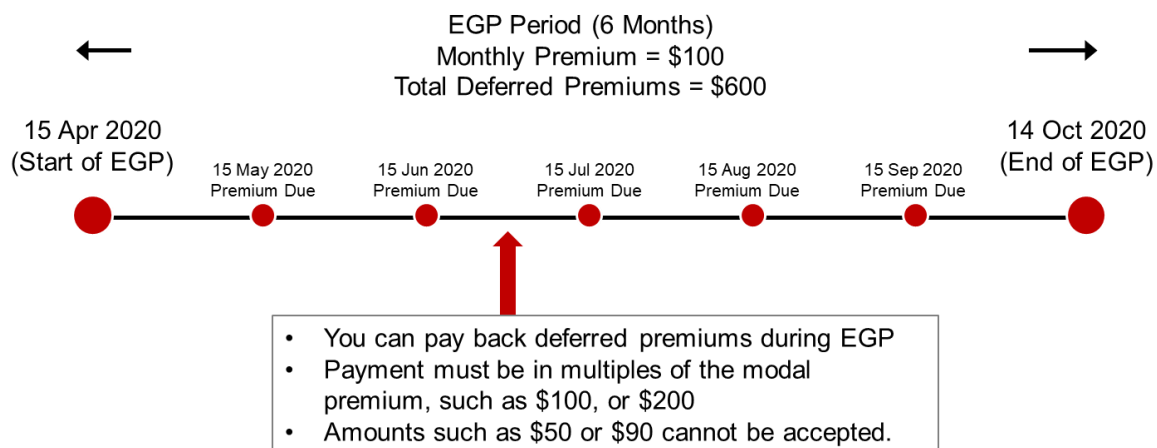 EGP Period (6 Months)
Monthly Premium = $100
Total Deferred Premiums = $600
15 Apr 2020
(Start of EGP)
15 May 2020
Premium Due
15 Jun 2020
Premium Due
15 Jul 2020
Premium Due
15 Aug 2020
Premium Due
15 Sep 2020
Premium Due
14 Oct 2020
(End of EGP)
• You can pay back deferred premiums during EGP
• Payment must be in multiples of the modal
premium, such as $100, or $200
• Amounts such as $50 or $90 cannot be accepted.